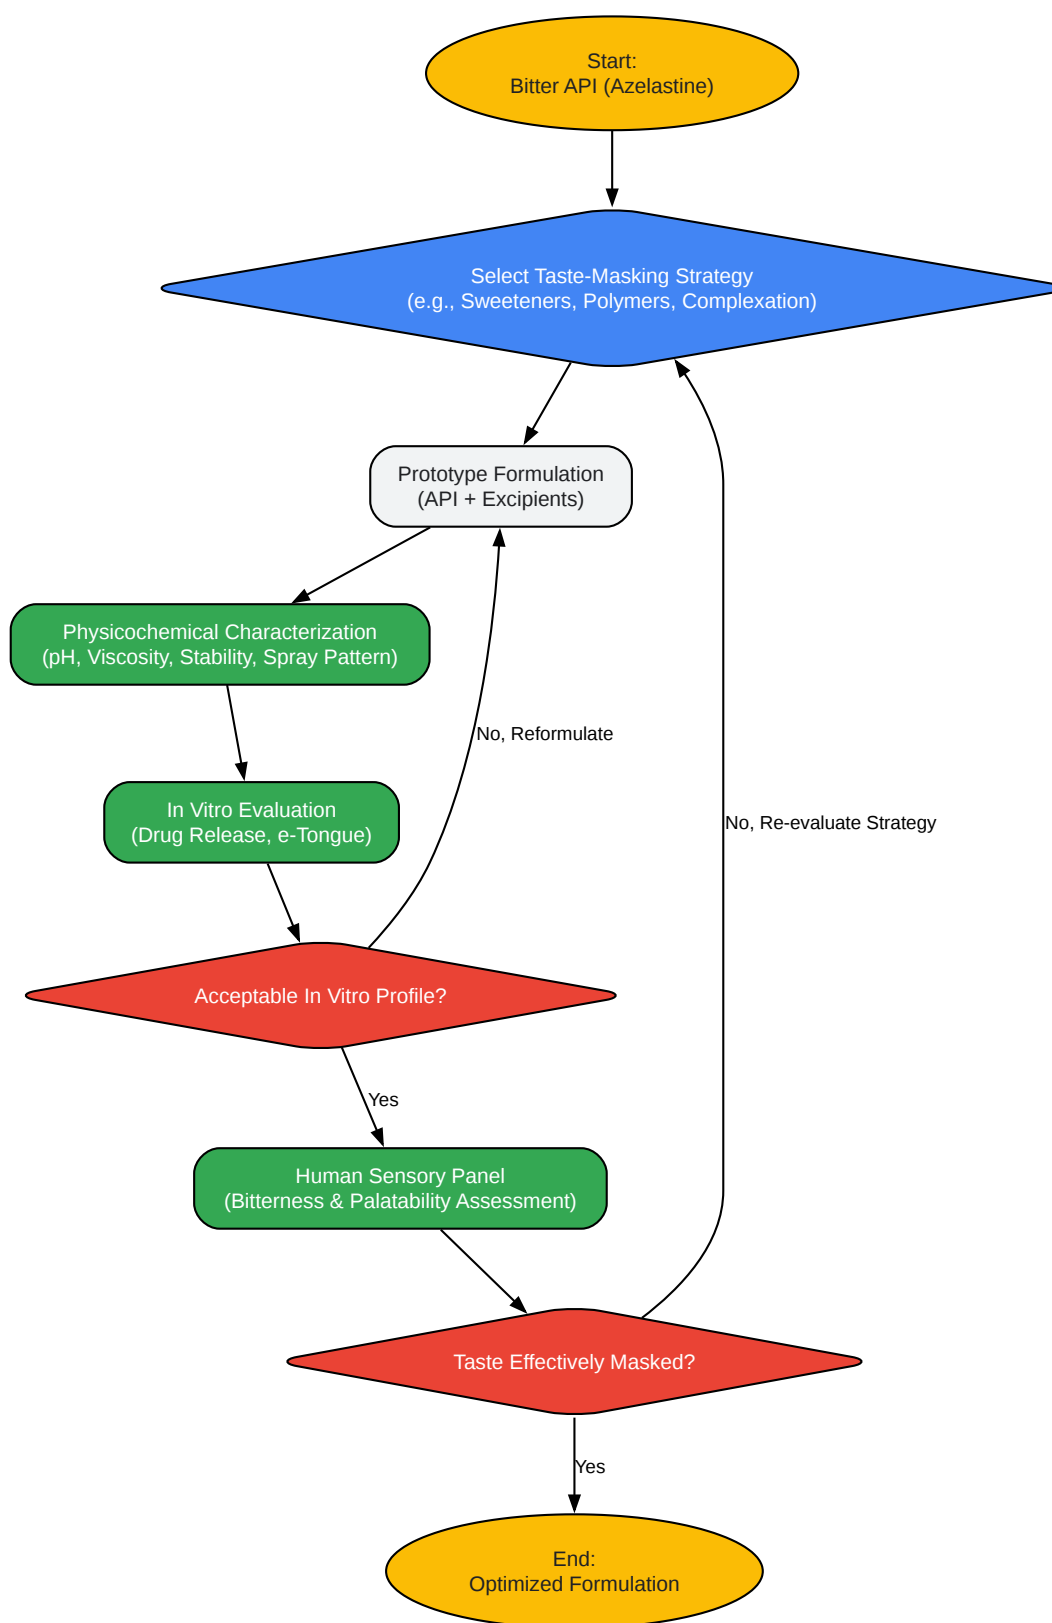 Start:
Bitter API (Azelastine)
Select Taste-Masking Strategy
(e.g., Sweeteners, Polymers, Complexation)
Prototype Formulation
(API + Excipients)
Physicochemical Characterization
(pH, Viscosity, Stability, Spray Pattern)
No, Reformulate
In Vitro Evaluation
(Drug Release, e-Tongue)
No, Re-evaluate Strategy
Acceptable In Vitro Profile?
Yes
Human Sensory Panel
(Bitterness & Palatability Assessment)
Taste Effectively Masked?
Yes
End:
Optimized Formulation